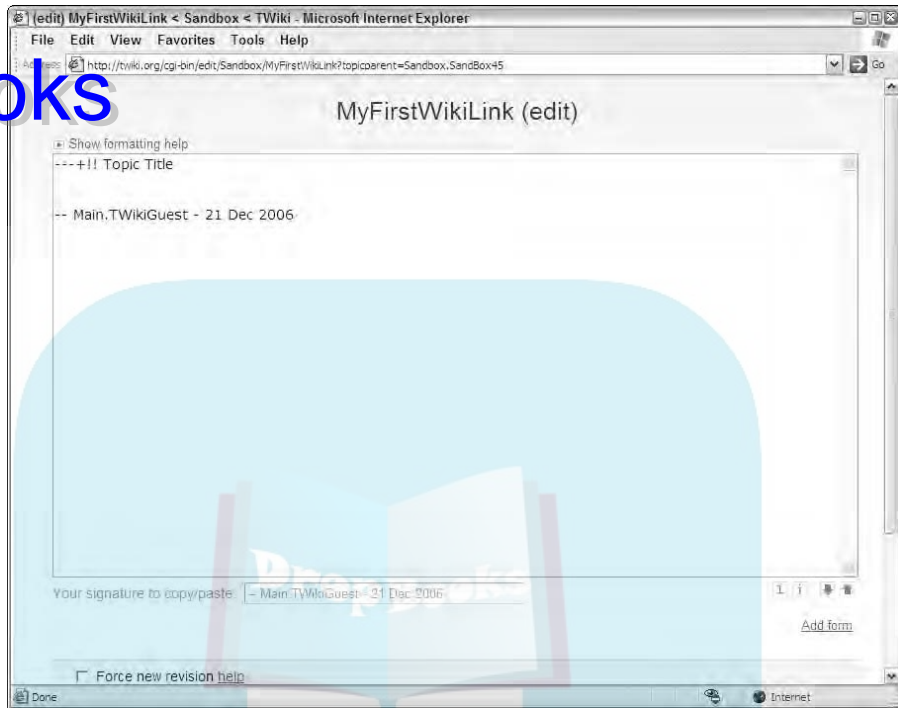 (edit) MyFirstWikiLink < Sandbox < TWiki - Microsoft Internet Explorer
File Edit View Favorites Tools Help
Address http://twiki.org/cgi-bin/edit/Sandbox/MyFirstWikiLink?topicparent=Sandbox.SandBox45 Go
oks
MyFirstWikiLink (edit)
Show formatting help
---+!! Topic Title
-- Main.TWikiGuest - 21 Dec 2006
DropBooks
Your signature to copy/paste: -- Main.TWikiGuest - 21 Dec 2006
Add form
Force new revision help
Done Internet